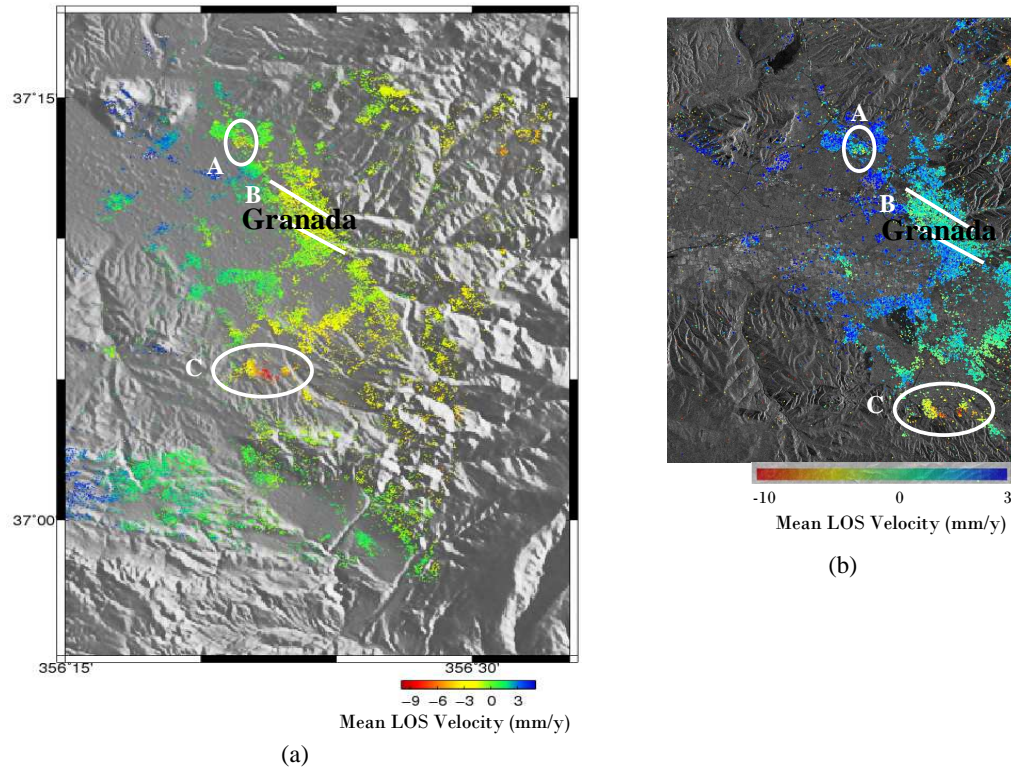 37°15'
A
B
Granada
C
37°00'
356°15'
356°30'
−9 −6 −3 0 3
Mean LOS Velocity (mm/y)
(a)
A
B
Granada
C
-10 0 3
Mean LOS Velocity (mm/y)
(b)